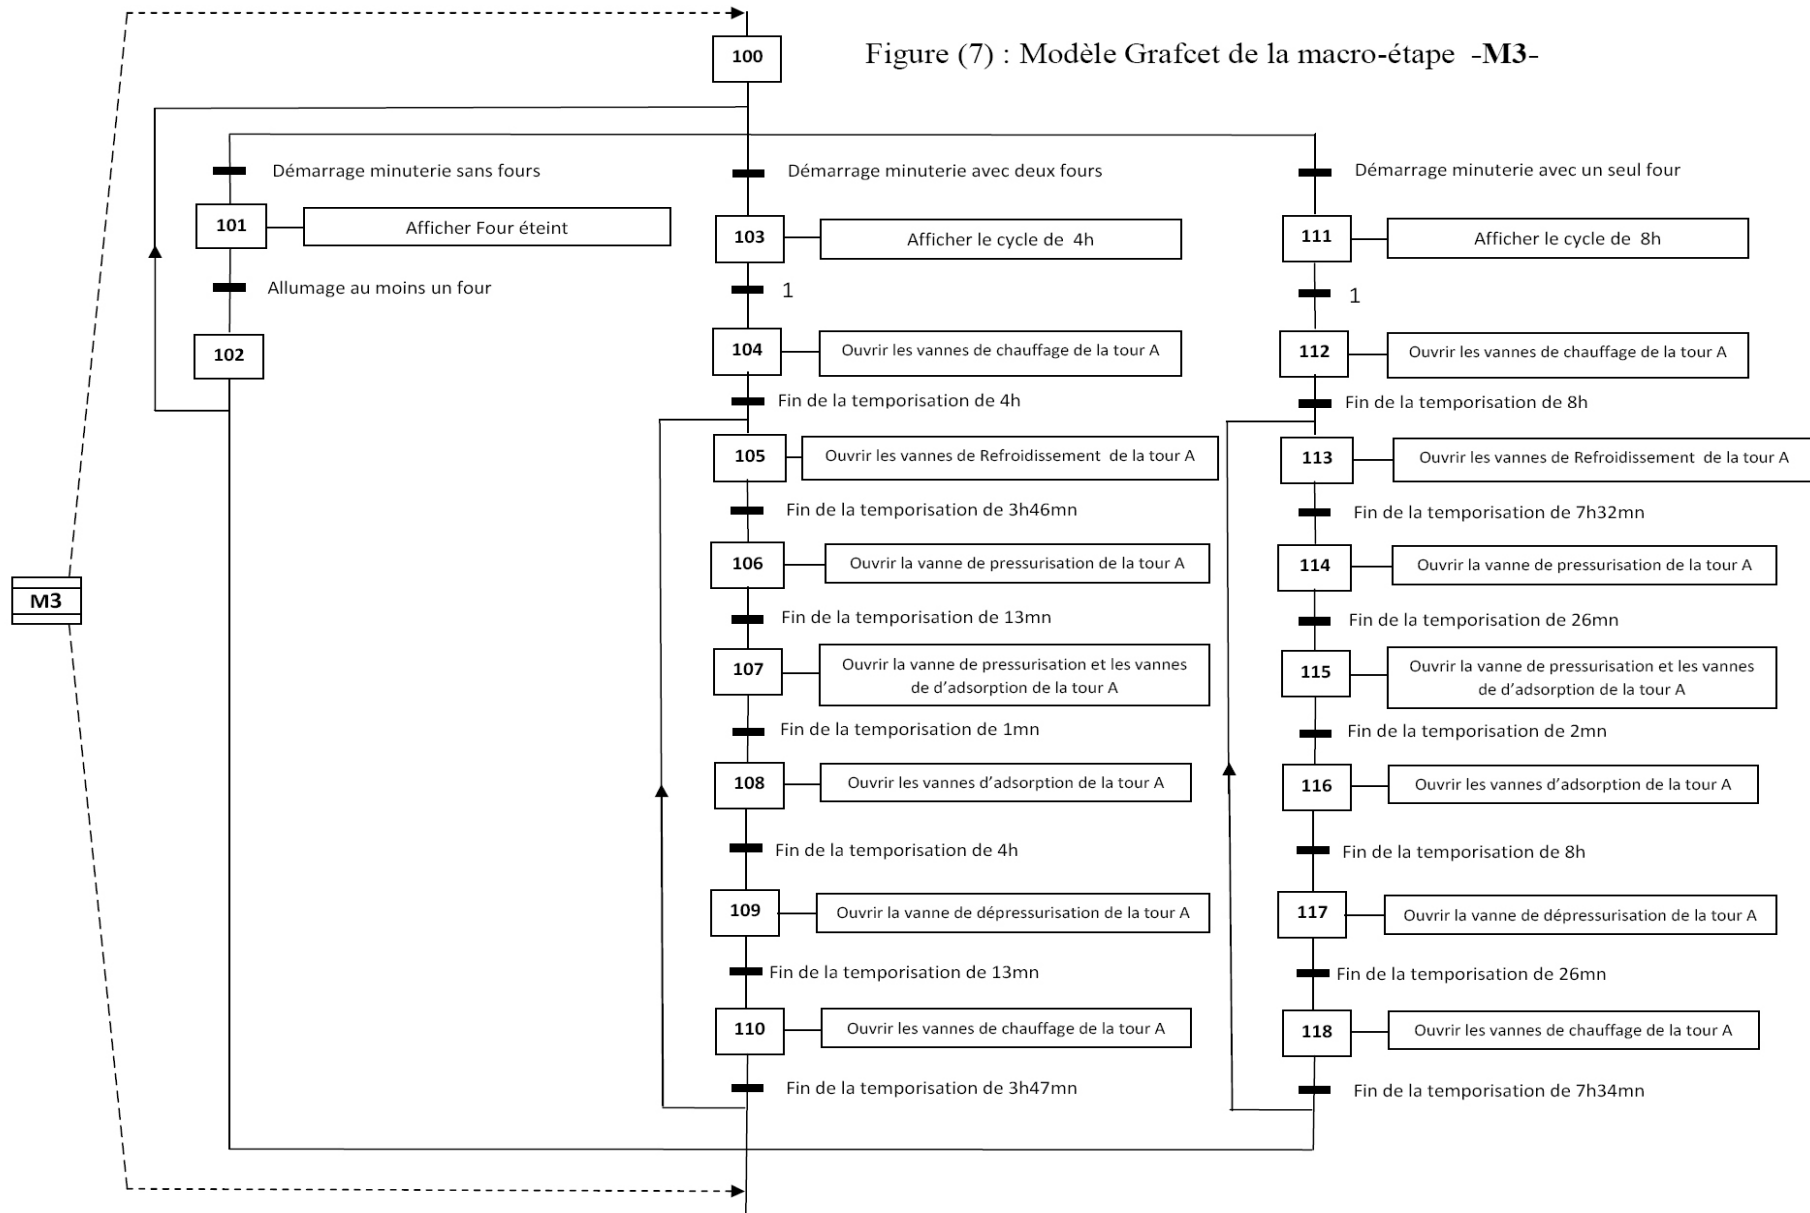 Figure (7) : Modèle Grafcet de la macro-étape -M3-
100
Démarrage minuterie sans fours
101
Afficher Four éteint
Allumage au moins un four
102
M3
Démarrage minuterie avec deux fours
103
Afficher le cycle de 4h
1
104
Ouvrir les vannes de chauffage de la tour A
Fin de la temporisation de 4h
105
Ouvrir les vannes de Refroidissement de la tour A
Fin de la temporisation de 3h46mn
106
Ouvrir la vanne de pressurisation de la tour A
Fin de la temporisation de 13mn
107
Ouvrir la vanne de pressurisation et les vannes
de d’adsorption de la tour A
Fin de la temporisation de 1mn
108
Ouvrir les vannes d’adsorption de la tour A
Fin de la temporisation de 4h
109
Ouvrir la vanne de dépressurisation de la tour A
Fin de la temporisation de 13mn
110
Ouvrir les vannes de chauffage de la tour A
Fin de la temporisation de 3h47mn
Démarrage minuterie avec un seul four
111
Afficher le cycle de 8h
1
112
Ouvrir les vannes de chauffage de la tour A
Fin de la temporisation de 8h
113
Ouvrir les vannes de Refroidissement de la tour A
Fin de la temporisation de 7h32mn
114
Ouvrir la vanne de pressurisation de la tour A
Fin de la temporisation de 26mn
115
Ouvrir la vanne de pressurisation et les vannes
de d’adsorption de la tour A
Fin de la temporisation de 2mn
116
Ouvrir les vannes d’adsorption de la tour A
Fin de la temporisation de 8h
117
Ouvrir la vanne de dépressurisation de la tour A
Fin de la temporisation de 26mn
118
Ouvrir les vannes de chauffage de la tour A
Fin de la temporisation de 7h34mn